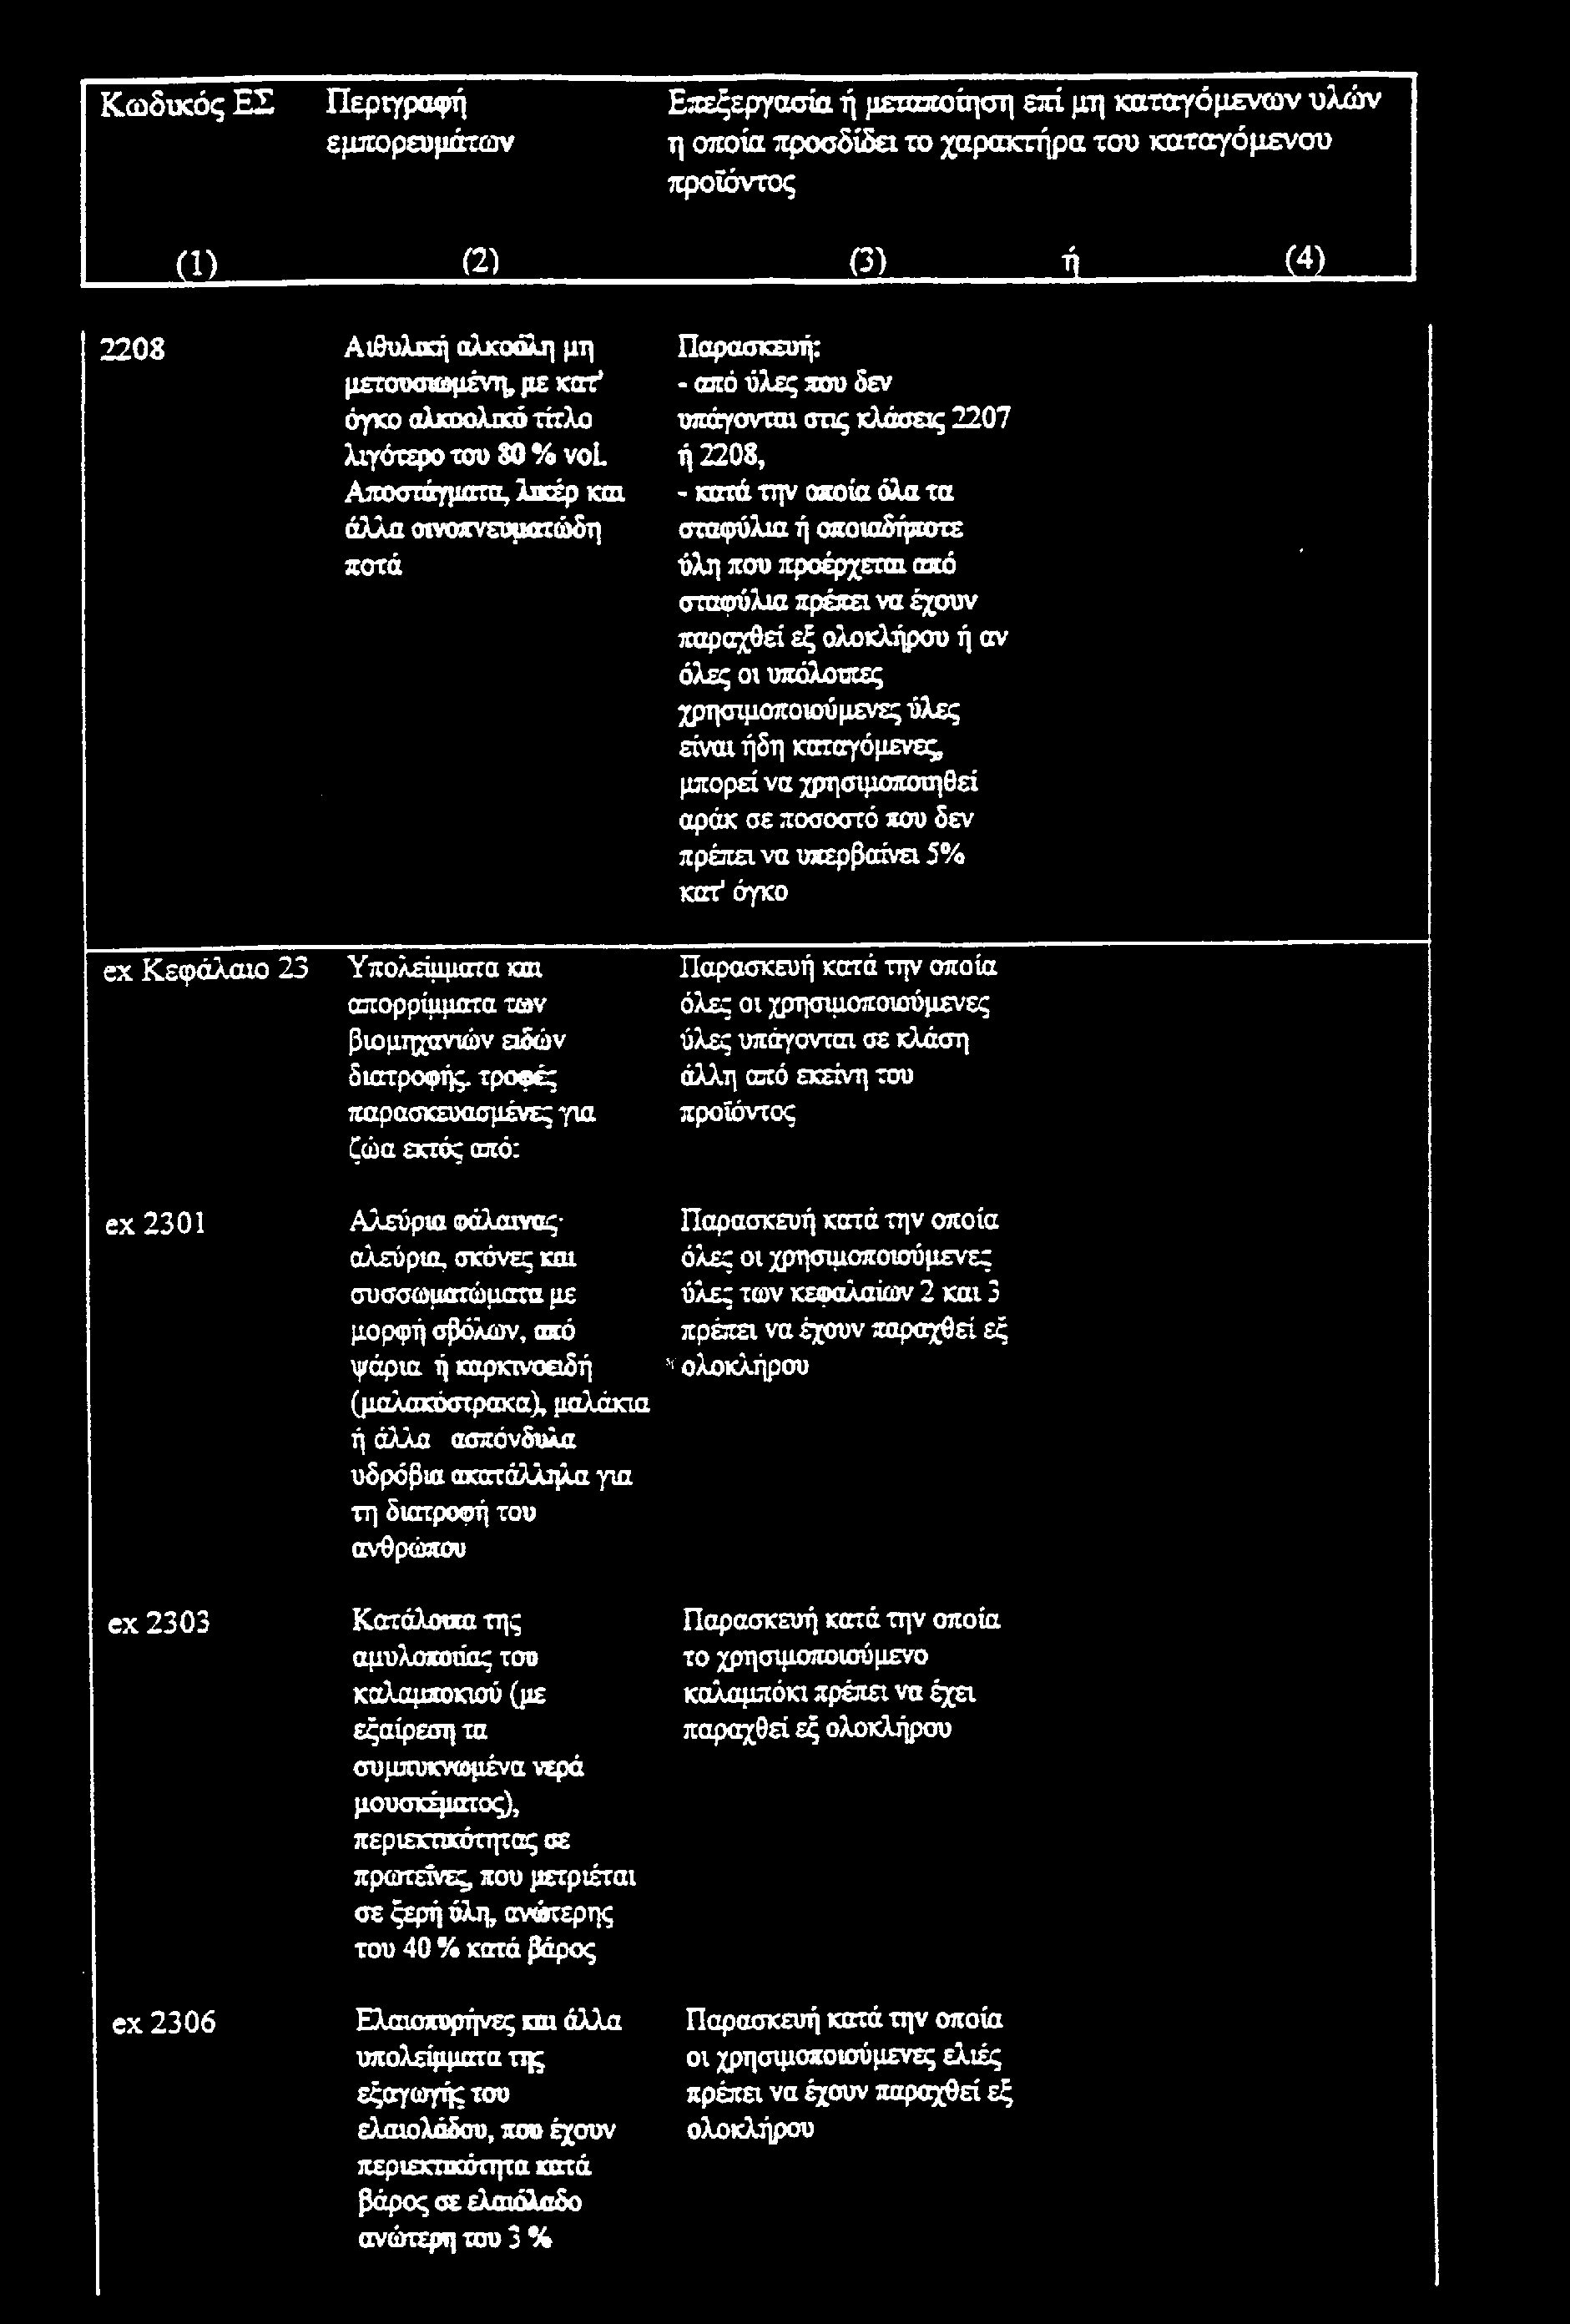 Κωδικός ΕΣ Περιγραφή Επεξεργασία ή μεταποίηση επί μη καταγόμενων υλών
εμπορευμάτων η οποία προσδίδει το χαρακτήρα του καταγόμενου
προϊόντος
(1) (2) (3) ή (4)
2208 Αιθυλική αλκοόλη μη Παρασκευή:
μετουσιωμένη, με κατ' - από ύλες που δεν
όγκο αλκοολικό τίτλο υπάγονται στις κλάσεις 2207
λιγότερο του 80 % vol. ή 2208,
Αποστάγματα, λικέρ και - κατά την οποία όλα τα
άλλα οινοπνευματώδη σταφύλια ή οποιαδήποτε
ποτά ύλη που προέρχεται από
σταφύλια πρέπει να έχουν
παραχθεί εξ ολοκλήρου ή αν
όλες οι υπόλοιπες
χρησιμοποιούμενες ύλες
είναι ήδη καταγόμενες,
μπορεί να χρησιμοποιηθεί
αράκ σε ποσοστό που δεν
πρέπει να υπερβαίνει 5%
κατ' όγκο
ex Κεφάλαιο 23 Υπολείμματα και Παρασκευή κατά την οποία
απορρίμματα των όλες οι χρησιμοποιούμενες
βιομηχανιών ειδών ύλες υπάγονται σε κλάση
διατροφής. τροφές άλλη από εκείνη του
παρασκευασμένες για προϊόντος
ζώα εκτός από:
ex 2301 Αλεύρια φάλαινας· Παρασκευή κατά την οποία
αλεύρια, σκόνες και όλες οι χρησιμοποιούμενες
συσσωματώματα με ύλες των κεφαλαίων 2 και 3
μορφή σβόλων, από πρέπει να έχουν παραχθεί εξ
ψάρια ή καρκινοειδή ολοκλήρου
(μαλακόστρακα), μαλάκια
ή άλλα ασπόνδυλα
υδρόβια ακατάλληλα για
τη διατροφή του
ανθρώπου
ex 2303 Κατάλοιπα της Παρασκευή κατά την οποία
αμυλοποιίας του το χρησιμοποιούμενο
καλαμποκιού (με καλαμπόκι πρέπει να έχει
εξαίρεση τα παραχθεί εξ ολοκλήρου
συμπυκνωμένα νερά
μουσκέματος),
περιεκτικότητας σε
πρωτεΐνες, που μετριέται
σε ξερή ύλη, ανώτερης
του 40 % κατά βάρος
ex 2306 Ελαιοπυρήνες και άλλα Παρασκευή κατά την οποία
υπολείμματα της οι χρησιμοποιούμενες ελιές
εξαγωγής του πρέπει να έχουν παραχθεί εξ
ελαιολάδου, που έχουν ολοκλήρου
περιεκτικότητα κατά
βάρος σε ελαιόλαδο
ανώτερη του 3 %